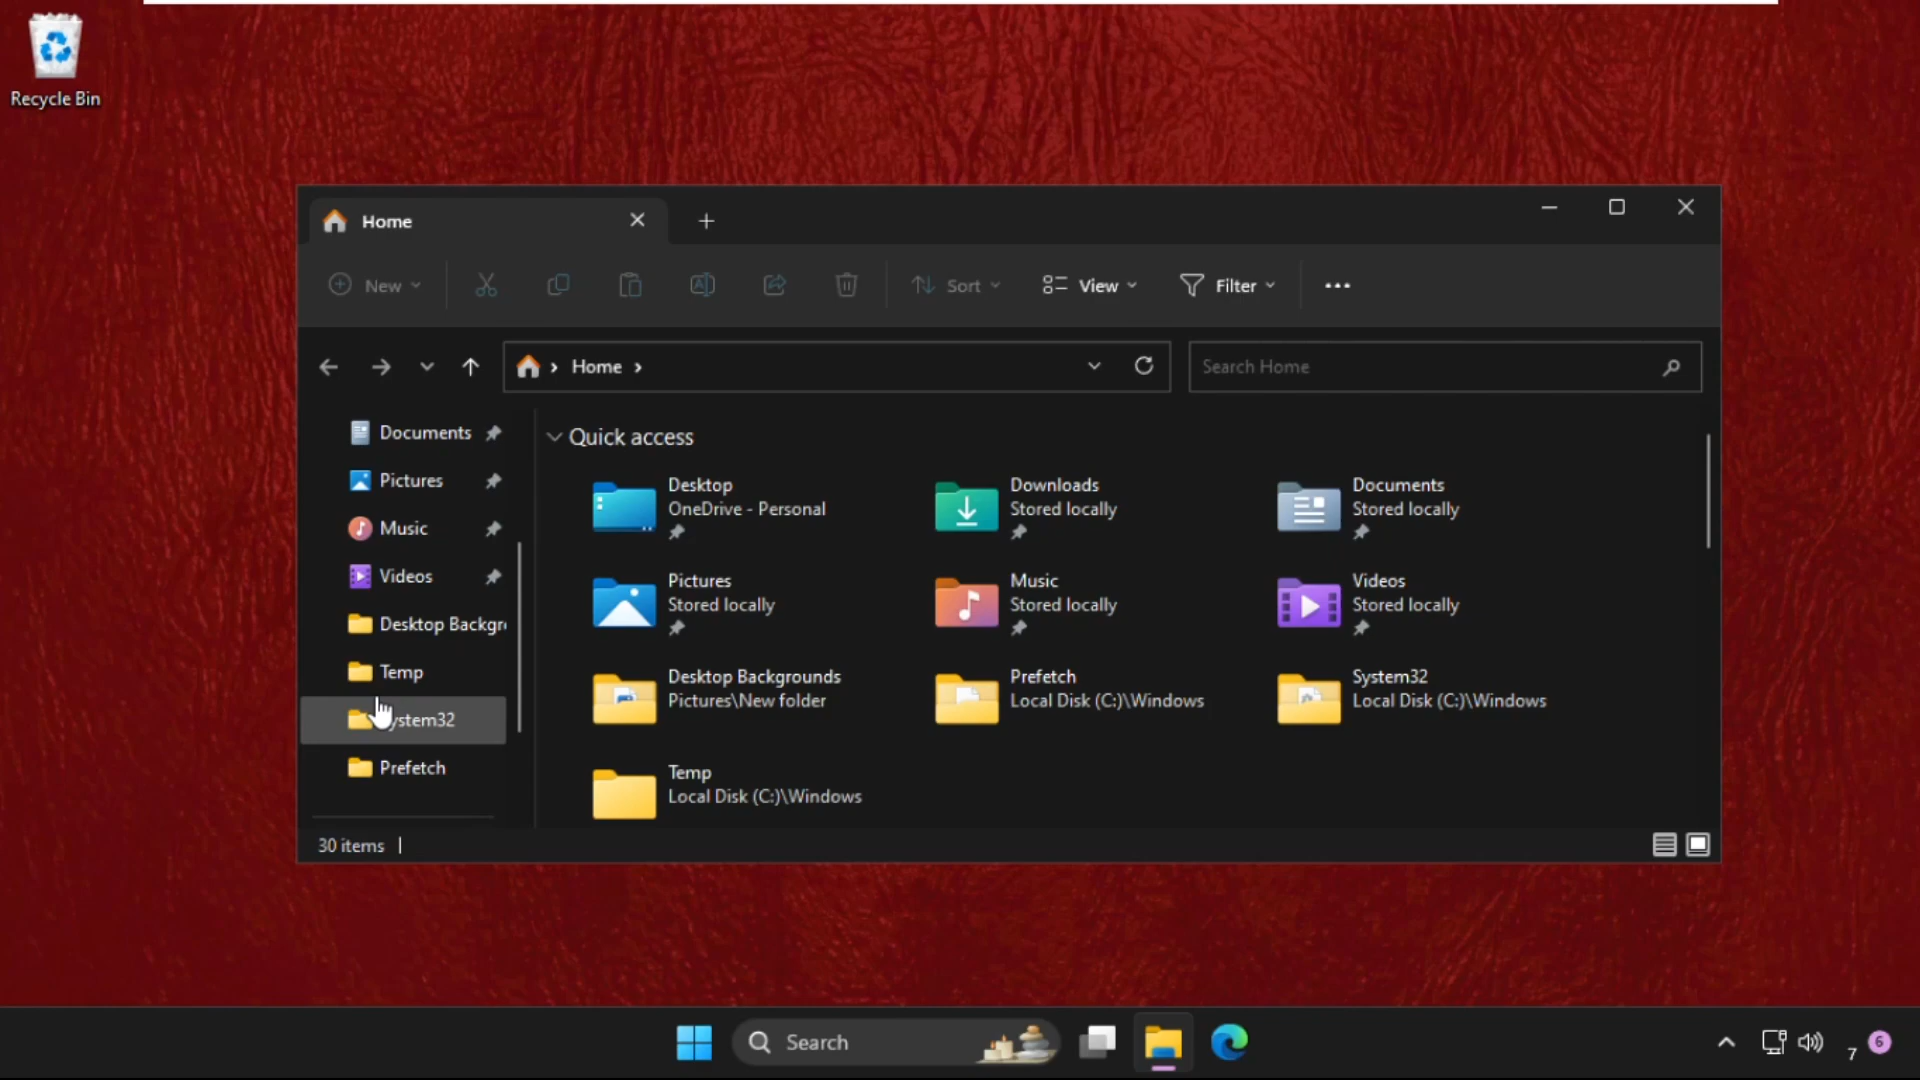 Recycle Bin
Home
New
Sort
View
Filter
Home
Search Home
Documents
Pictures
Music
Videos
Desktop Backgr
Temp
ystem32
Prefetch
Quick access
Desktop
OneDrive - Personal
Downloads
Stored locally
Documents
Stored locally
Pictures
Stored locally
Music
Stored locally
Videos
Stored locally
Desktop Backgrounds
Pictures\New folder
Prefetch
Local Disk (C:)\Windows
System32
Local Disk (C:)\Windows
Temp
Local Disk (C:)\Windows
30 items
Search
7
6